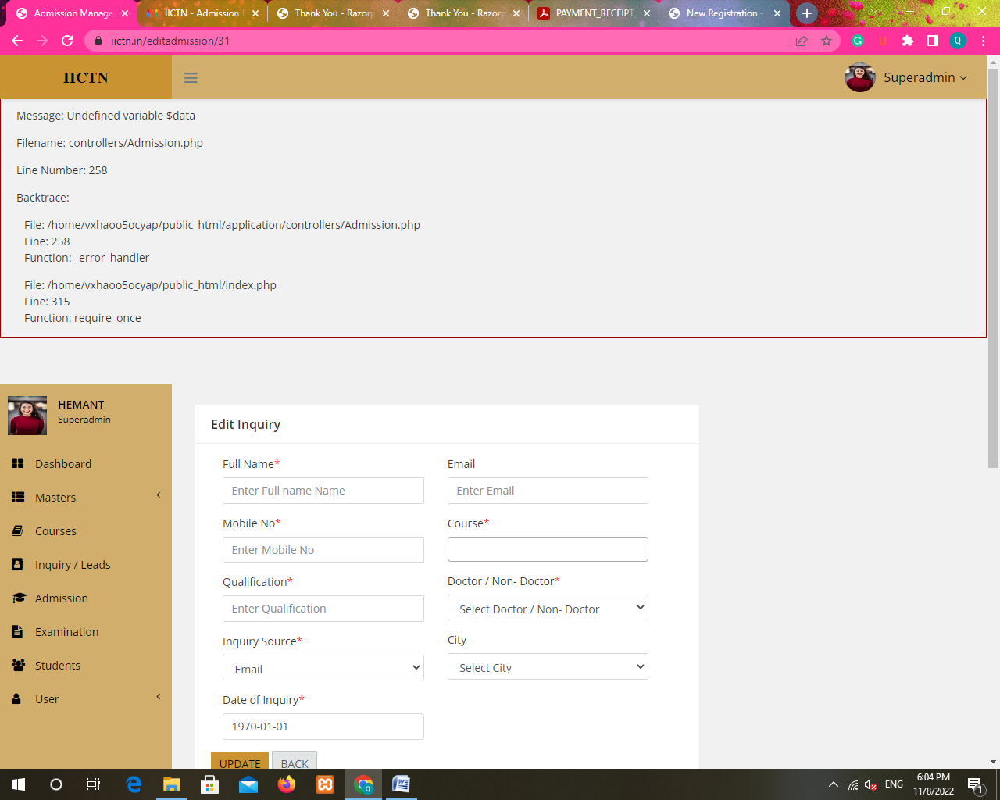 Admission Manage
IICTN - Admission F
Thank You - Razorp
Thank You - Razorp
PAYMENT_RECEIPT
New Registration -
iictn.in/editadmission/31
Q
IICTN
Superadmin
Message: Undefined variable $data
Filename: controllers/Admission.php
Line Number: 258
Backtrace:
File: /home/vxhaoo5ocyap/public_html/application/controllers/Admission.php
Line: 258
Function: _error_handler
File: /home/vxhaoo5ocyap/public_html/index.php
Line: 315
Function: require_once
HEMANT
Superadmin
Dashboard
Masters
Courses
Inquiry / Leads
Admission
Examination
Students
User
Edit Inquiry
Full Name*
Email
Enter Full name Name
Enter Email
Mobile No*
Course*
Enter Mobile No
Qualification*
Doctor / Non- Doctor*
Enter Qualification
Select Doctor / Non- Doctor
Inquiry Source*
City
Email
Select City
Date of Inquiry*
1970-01-01
UPDATE
BACK
ENG
6:04 PM
11/8/2022
1